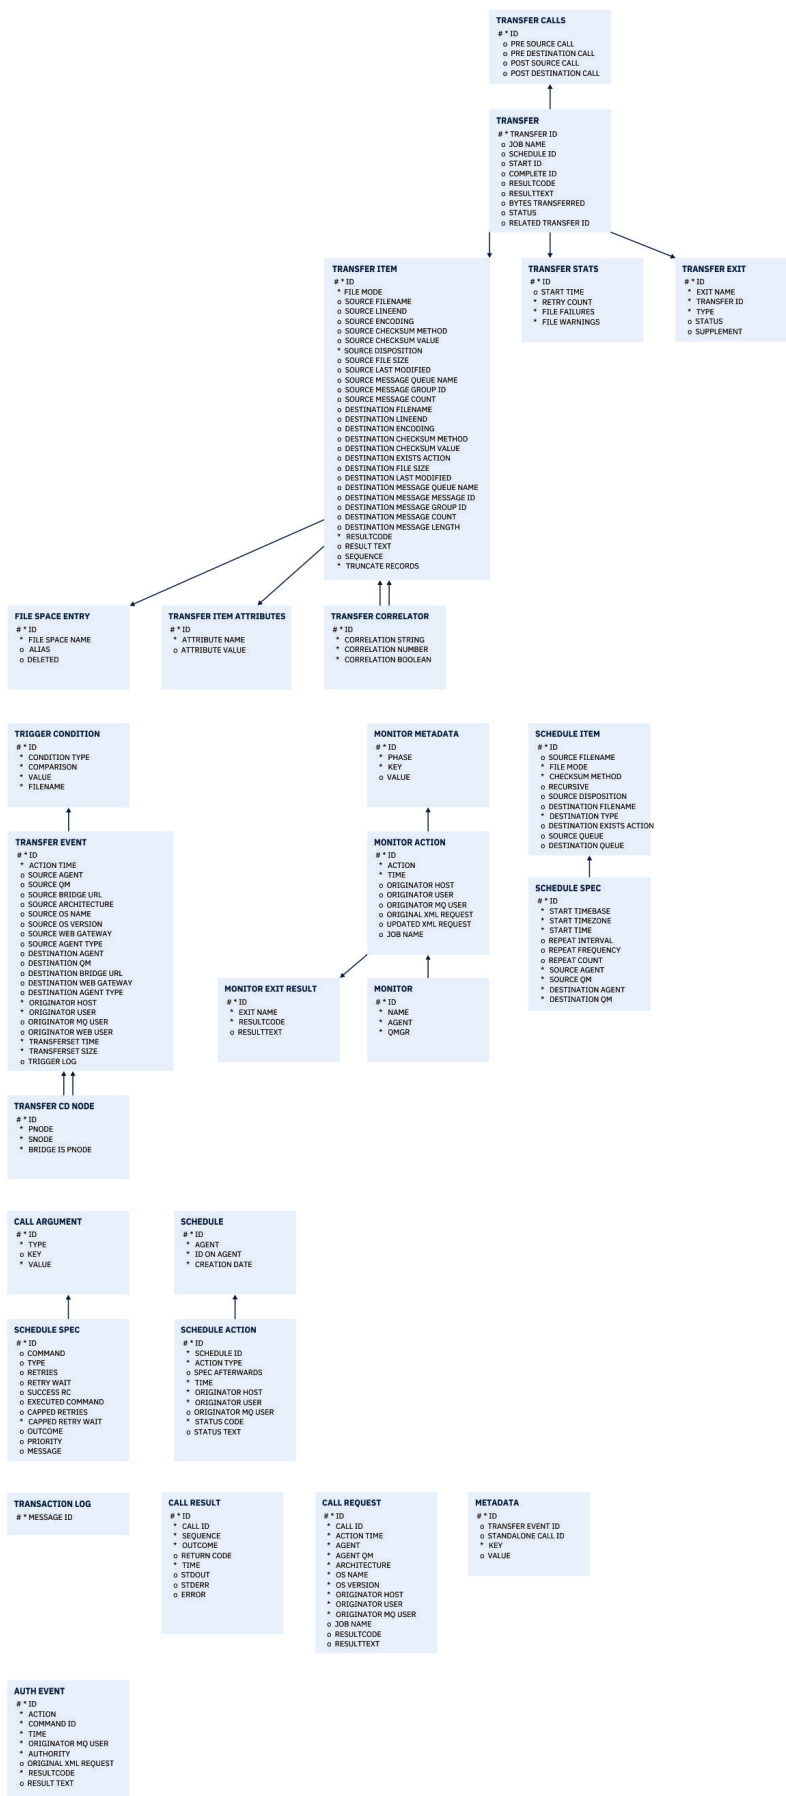 TRANSFER CALLS
# * ID
o PRE SOURCE CALL
o PRE DESTINATION CALL
o POST SOURCE CALL
o POST DESTINATION CALL
TRANSFER
# * TRANSFER ID
o JOB NAME
o SCHEDULE ID
o START ID
o COMPLETE ID
o RESULTCODE
o RESULTTEXT
o BYTES TRANSFERRED
o STATUS
o RELATED TRANSFER ID
TRANSFER ITEM
# * ID
* FILE MODE
o SOURCE FILENAME
o SOURCE LINEEND
o SOURCE ENCODING
o SOURCE CHECKSUM METHOD
o SOURCE CHECKSUM VALUE
* SOURCE DISPOSITION
o SOURCE FILE SIZE
o SOURCE LAST MODIFIED
o SOURCE MESSAGE QUEUE NAME
o SOURCE MESSAGE GROUP ID
o SOURCE MESSAGE COUNT
o DESTINATION FILENAME
o DESTINATION LINEEND
o DESTINATION ENCODING
o DESTINATION CHECKSUM METHOD
o DESTINATION CHECKSUM VALUE
o DESTINATION EXISTS ACTION
o DESTINATION FILE SIZE
o DESTINATION LAST MODIFIED
o DESTINATION MESSAGE QUEUE NAME
o DESTINATION MESSAGE MESSAGE ID
o DESTINATION MESSAGE GROUP ID
o DESTINATION MESSAGE COUNT
o DESTINATION MESSAGE LENGTH
* RESULTCODE
o RESULT TEXT
o SEQUENCE
* TRUNCATE RECORDS
TRANSFER STATS
# * ID
o START TIME
* RETRY COUNT
* FILE FAILURES
* FILE WARNINGS
TRANSFER EXIT
# * ID
* EXIT NAME
* TRANSFER ID
* TYPE
o STATUS
o SUPPLEMENT
FILE SPACE ENTRY
# * ID
* FILE SPACE NAME
o ALIAS
o DELETED
TRANSFER ITEM ATTRIBUTES
# * ID
* ATTRIBUTE NAME
o ATTRIBUTE VALUE
TRANSFER CORRELATOR
# * ID
* CORRELATION STRING
* CORRELATION NUMBER
* CORRELATION BOOLEAN
TRIGGER CONDITION
# * ID
* CONDITION TYPE
* COMPARISON
* VALUE
* FILENAME
MONITOR METADATA
# * ID
* PHASE
* KEY
o VALUE
SCHEDULE ITEM
# * ID
o SOURCE FILENAME
* FILE MODE
* CHECKSUM METHOD
o RECURSIVE
o SOURCE DISPOSITION
o DESTINATION FILENAME
* DESTINATION TYPE
o DESTINATION EXISTS ACTION
o SOURCE QUEUE
o DESTINATION QUEUE
TRANSFER EVENT
# * ID
* ACTION TIME
o SOURCE AGENT
o SOURCE QM
o SOURCE BRIDGE URL
o SOURCE ARCHITECTURE
o SOURCE OS NAME
o SOURCE OS VERSION
o SOURCE WEB GATEWAY
o SOURCE AGENT TYPE
o DESTINATION AGENT
o DESTINATION QM
o DESTINATION BRIDGE URL
o DESTINATION WEB GATEWAY
o DESTINATION AGENT TYPE
* ORIGINATOR HOST
* ORIGINATOR USER
o ORIGINATOR MQ USER
o ORIGINATOR WEB USER
* TRANSFERSET TIME
* TRANSFERSET SIZE
o TRIGGER LOG
MONITOR ACTION
# * ID
* ACTION
* TIME
o ORIGINATOR HOST
o ORIGINATOR USER
o ORIGINATOR MQ USER
o ORIGINAL XML REQUEST
o UPDATED XML REQUEST
o JOB NAME
SCHEDULE SPEC
# * ID
* START TIMEBASE
* START TIMEZONE
* START TIME
o REPEAT INTERVAL
o REPEAT FREQUENCY
o REPEAT COUNT
* SOURCE AGENT
* SOURCE QM
* DESTINATION AGENT
* DESTINATION QM
MONITOR EXIT RESULT
# * ID
* EXIT NAME
* RESULTCODE
o RESULTTEXT
MONITOR
# * ID
* NAME
* AGENT
* QMGR
TRANSFER CD NODE
# * ID
* PNODE
* SNODE
* BRIDGE IS PNODE
CALL ARGUMENT
# * ID
* TYPE
o KEY
* VALUE
SCHEDULE
# * ID
* AGENT
* ID ON AGENT
* CREATION DATE
SCHEDULE SPEC
# * ID
o COMMAND
o TYPE
o RETRIES
o RETRY WAIT
o SUCCESS RC
o EXECUTED COMMAND
o CAPPED RETRIES
* CAPPED RETRY WAIT
o OUTCOME
o PRIORITY
o MESSAGE
SCHEDULE ACTION
# * ID
* SCHEDULE ID
* ACTION TYPE
o SPEC AFTERWARDS
* TIME
* ORIGINATOR HOST
* ORIGINATOR USER
o ORIGINATOR MQ USER
* STATUS CODE
o STATUS TEXT
TRANSACTION LOG
# * MESSAGE ID
CALL RESULT
# * ID
* CALL ID
* SEQUENCE
* OUTCOME
o RETURN CODE
* TIME
o STDOUT
o STDERR
o ERROR
CALL REQUEST
# * ID
* CALL ID
* ACTION TIME
* AGENT
* AGENT QM
* ARCHITECTURE
* OS NAME
* OS VERSION
* ORIGINATOR HOST
* ORIGINATOR USER
* ORIGINATOR MQ USER
o JOB NAME
o RESULTCODE
o RESULTTEXT
METADATA
# * ID
o TRANSFER EVENT ID
o STANDALONE CALL ID
* KEY
o VALUE
AUTH EVENT
# * ID
* ACTION
* COMMAND ID
* TIME
* ORIGINATOR MQ USER
* AUTHORITY
o ORIGINAL XML REQUEST
* RESULTCODE
o RESULT TEXT